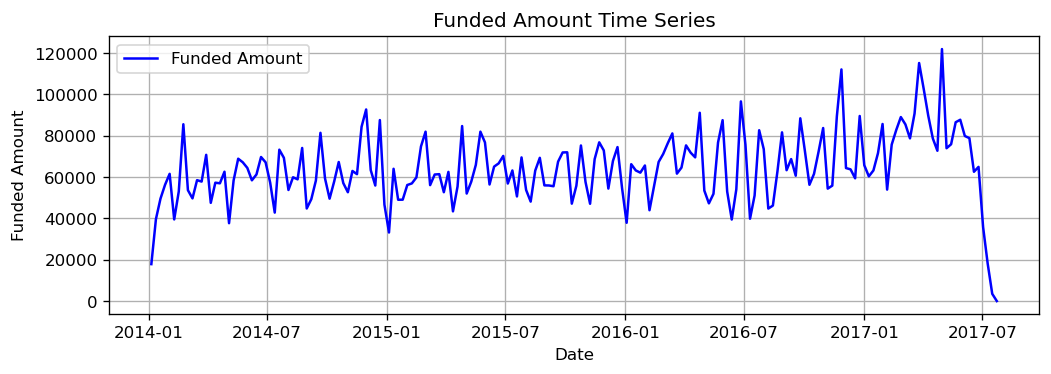 Funded Amount Time Series
Funded Amount
120000
100000
80000
60000
40000
20000
0
Funded Amount
2014-01 2014-07 2015-01 2015-07 2016-01 2016-07 2017-01 2017-07
Date